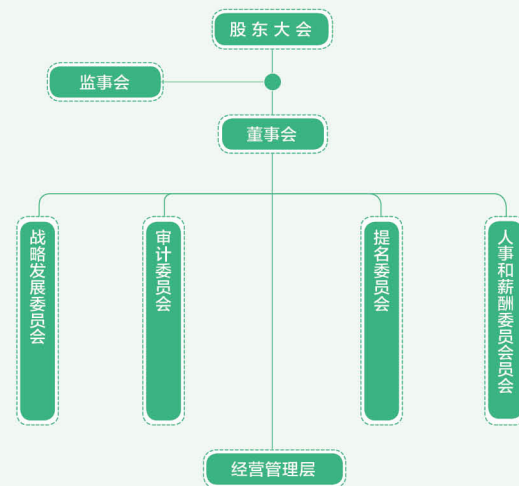 股东大会
监事会
董事会
战略发展委员会
审计委员会
提名委员会
人事和薪酬委员会员会
经营管理层